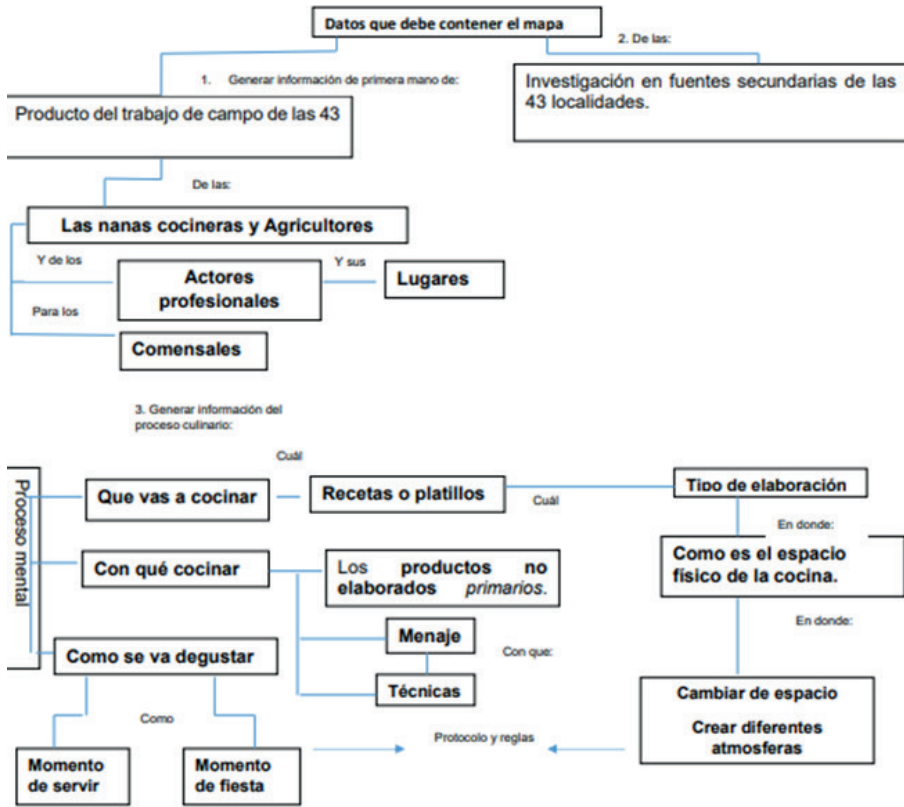 Datos que debe contener el mapa
2. De las:
1. Generar información de primera mano de:
Investigación en fuentes secundarias de las
43 localidades.
Producto del trabajo de campo de las 43
De las:
Las nanas cocineras y Agricultores
Y de los
Actores
profesionales
Y sus
Lugares
Para los
Comensales
3. Generar información del
proceso culinario:
Cuál
Proceso mental
Que vas a cocinar
Recetas o platillos
Cuál
Tipo de elaboración
En donde:
Con qué cocinar
Los productos no
elaborados primarios.
Como es el espacio
físico de la cocina.
En donde:
Menaje
Con que:
Técnicas
Como se va degustar
Cambiar de espacio
Crear diferentes
atmosferas
Como
Protocolo y reglas
Momento
de servir
Momento
de fiesta